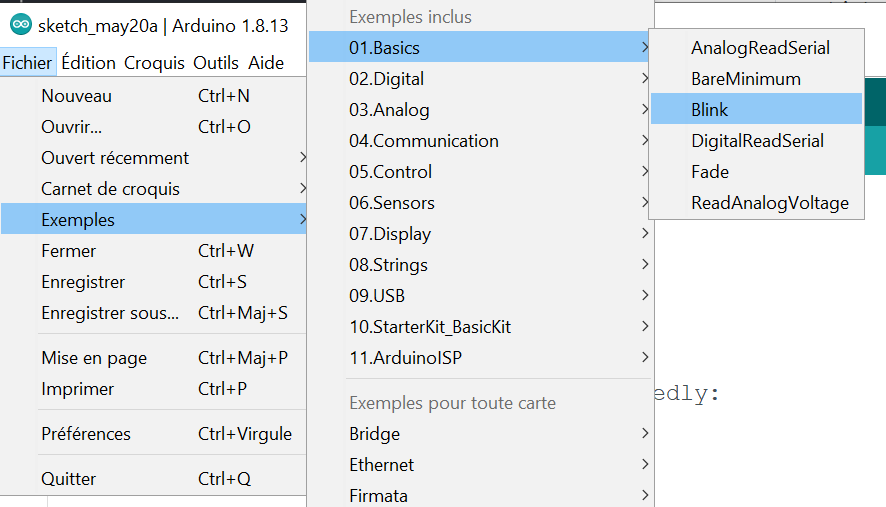 sketch_may20a | Arduino 1.8.13
Fichier Édition Croquis Outils Aide
Nouveau Ctrl+N
Ouvrir... Ctrl+O
Ouvert récemment
Carnet de croquis
Exemples
Fermer Ctrl+W
Enregistrer Ctrl+S
Enregistrer sous... Ctrl+Maj+S
Mise en page Ctrl+Maj+P
Imprimer Ctrl+P
Préférences Ctrl+Virgule
Quitter Ctrl+Q
Exemples inclus
01.Basics
02.Digital
03.Analog
04.Communication
05.Control
06.Sensors
07.Display
08.Strings
09.USB
10.StarterKit_BasicKit
11.ArduinoISP
Exemples pour toute carte
Bridge
Ethernet
Firmata
AnalogReadSerial
BareMinimum
Blink
DigitalReadSerial
Fade
ReadAnalogVoltage
edly: